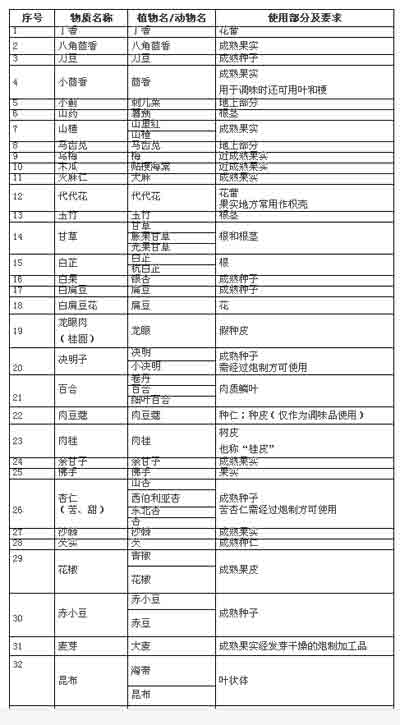 序号 物质名称 植物名/动物名 使用部分及要求
1 丁香 丁香 花蕾
2 八角茴香 八角茴香 成熟果实
3 刀豆 刀豆 成熟种子
4 小茴香 茴香 成熟果实
用于调味时还可用叶和梗
5 小蓟 刺儿菜 地上部分
6 山药 薯蓣 根茎
7 山楂 山里红 成熟果实
山楂
8 马齿苋 马齿苋 地上部分
9 乌梅 梅 近成熟果实
10 木瓜 贴梗海棠 近成熟果实
11 火麻仁 大麻 成熟果实
12 代代花 代代花 花蕾
果实地方常用作枳壳
13 玉竹 玉竹 根茎
14 甘草 甘草 根和根茎
胀果甘草
光果甘草
15 白芷 白芷 根
杭白芷
16 白果 银杏 成熟种子
17 白扁豆 扁豆 成熟种子
18 白扁豆花 扁豆 花
19 龙眼肉
（桂圆） 龙眼 假种皮
20 决明子 决明 成熟种子
小决明 需经过炮制方可使用
21 百合 卷丹 肉质鳞叶
百合
细叶百合
22 肉豆蔻 肉豆蔻 种仁；种皮（仅作为调味品使用）
23 肉桂 肉桂 树皮
也称“桂皮”
24 余甘子 余甘子 成熟果实
25 佛手 佛手 果实
26 杏仁
（苦、甜） 山杏 成熟种子
西伯利亚杏 苦杏仁需经过炮制方可使用
东北杏
杏
27 沙棘 沙棘 成熟果实
28 芡实 芡 成熟种仁
29 花椒 青椒 成熟果皮
花椒
30 赤小豆 赤小豆 成熟种子
赤豆
31 麦芽 大麦 成熟果实经发芽干燥的炮制加工品
32 昆布 海带 叶状体
昆布